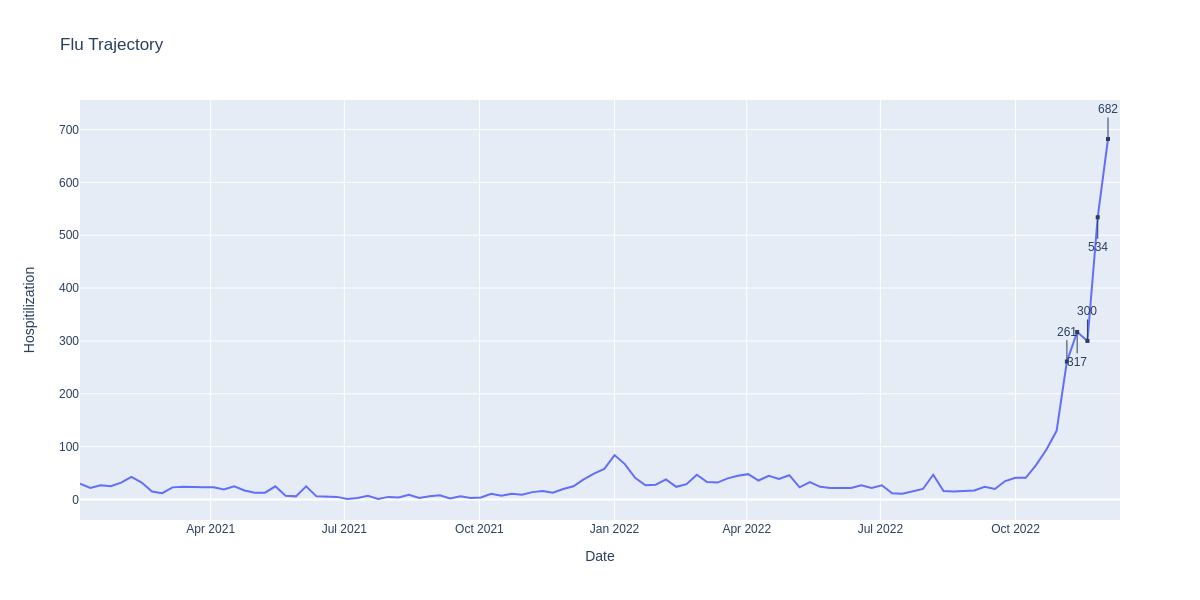 Flu Trajectory
682
700
600
500
534
400
300
300
261
317
200
100
0
Apr 2021
Jul 2021
Oct 2021
Jan 2022
Apr 2022
Jul 2022
Oct 2022
Date
Hospitilization